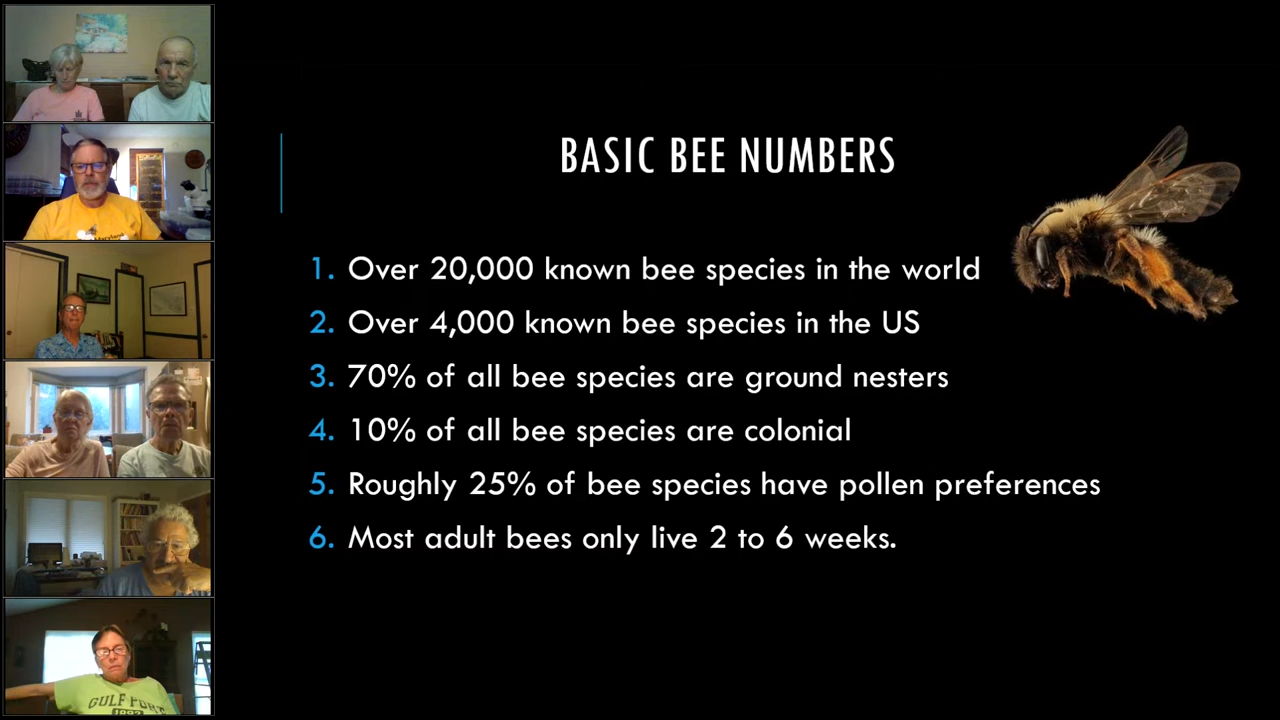 BASIC BEE NUMBERS
1. Over 20,000 known bee species in the world
2. Over 4,000 known bee species in the US
3. 70% of all bee species are ground nesters
4. 10% of all bee species are colonial
5. Roughly 25% of bee species have pollen preferences
6. Most adult bees only live 2 to 6 weeks.
Maryland
GULF PORT
1892